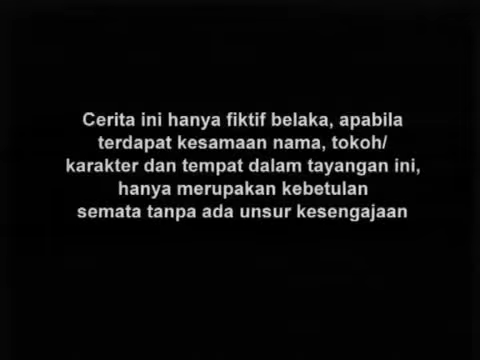 Cerita ini hanya fiktif belaka, apabila
terdapat kesamaan nama, tokoh/
karakter dan tempat dalam tayangan ini,
hanya merupakan kebetulan
semata tanpa ada unsur kesengajaan